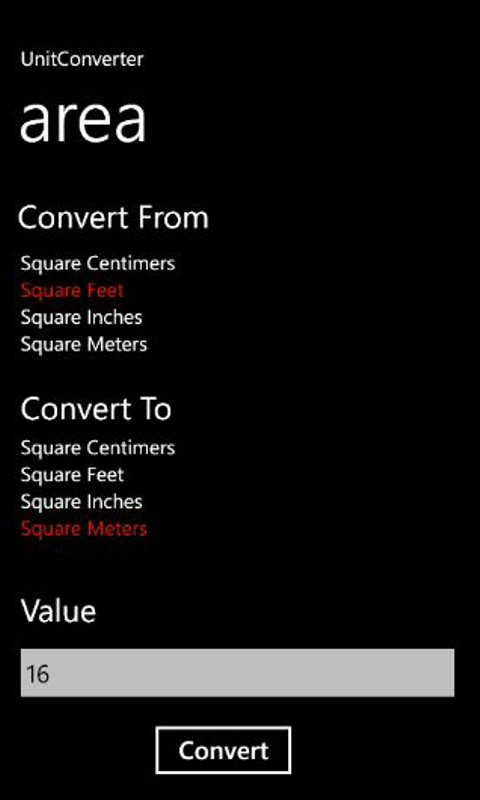 UnitConverter
area
Convert From
Square Centimers
Square Feet
Square Inches
Square Meters
Convert To
Square Centimers
Square Feet
Square Inches
Square Meters
Value
16
Convert